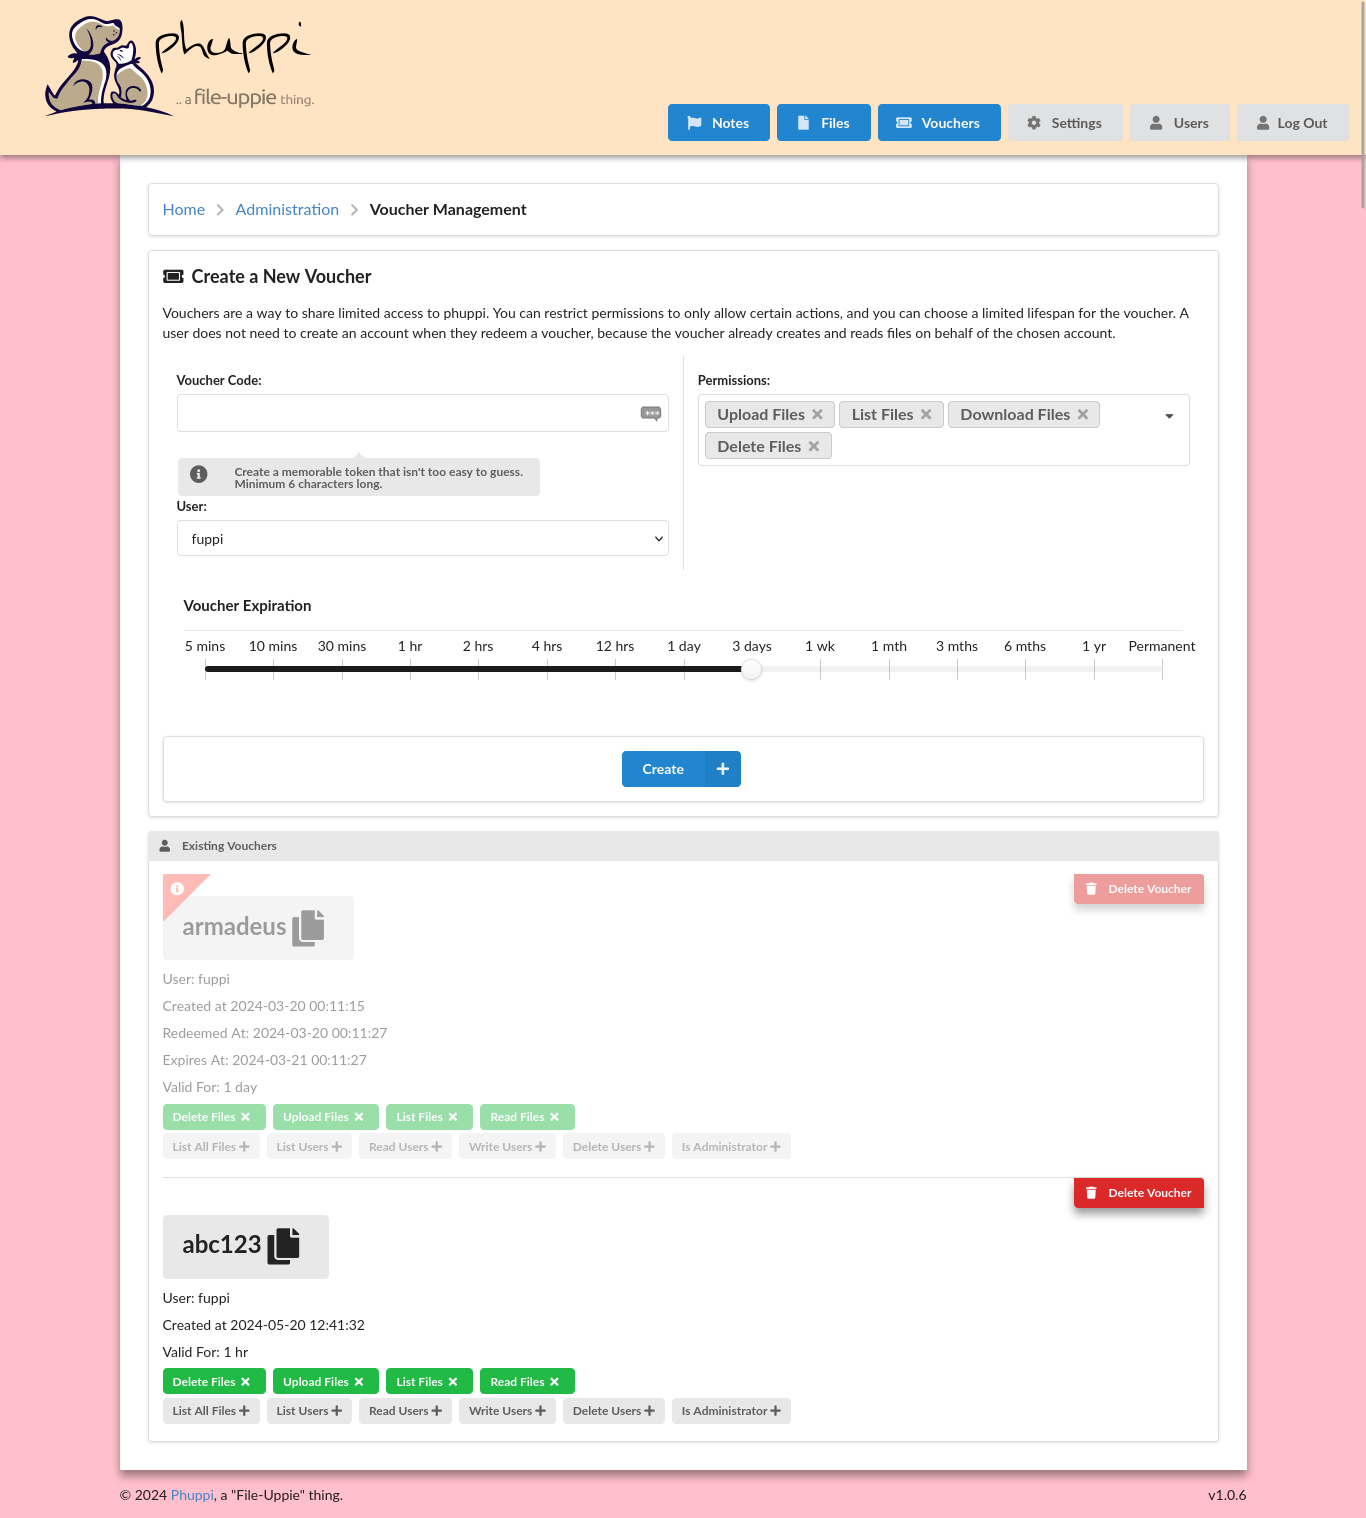 phuppi
.. a file-uppie thing.
Notes Files Vouchers Settings Users Log Out
Home Administration Voucher Management
Create a New Voucher
Vouchers are a way to share limited access to phuppi. You can restrict permissions to only allow certain actions, and you can choose a limited lifespan for the voucher. A
user does not need to create an account when they redeem a voucher, because the voucher already creates and reads files on behalf of the chosen account.
Voucher Code:
Create a memorable token that isn't too easy to guess.
Minimum 6 characters long.
User:
fuppi
Permissions:
Upload Files List Files Download Files
Delete Files
Voucher Expiration
5 mins 10 mins 30 mins 1 hr 2 hrs 4 hrs 12 hrs 1 day 3 days 1 wk 1 mth 3 mths 6 mths 1 yr Permanent
Create
Existing Vouchers
Delete Voucher
armadeus
User: fuppi
Created at 2024-03-20 00:11:15
Redeemed At: 2024-03-20 00:11:27
Expires At: 2024-03-21 00:11:27
Valid For: 1 day
Delete Files Upload Files List Files Read Files
List All Files List Users Read Users Write Users Delete Users Is Administrator
Delete Voucher
abc123
User: fuppi
Created at 2024-05-20 12:41:32
Valid For: 1 hr
Delete Files Upload Files List Files Read Files
List All Files List Users Read Users Write Users Delete Users Is Administrator
© 2024 Phuppi, a "File-Uppie" thing.
v1.0.6